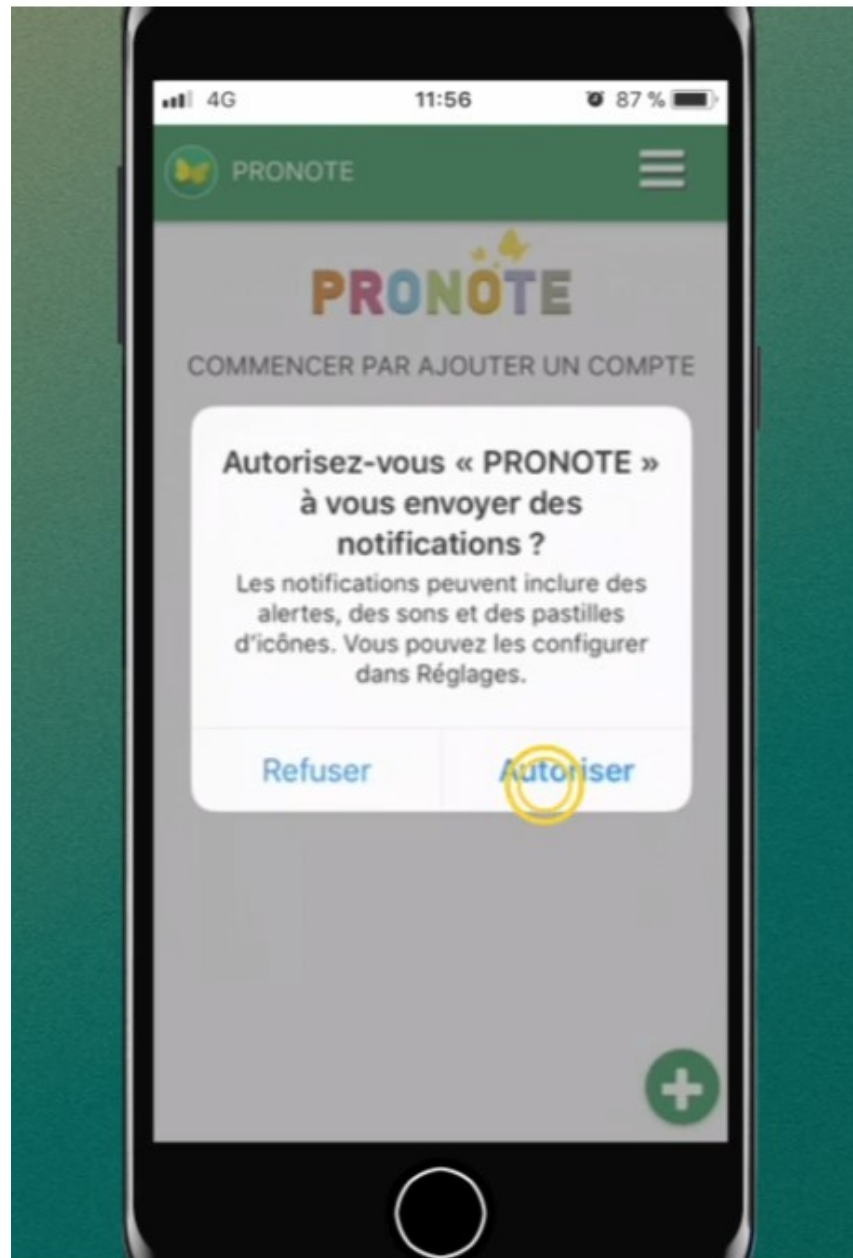 4G 11:56 87 %
PRONOTE
PRONOTE
COMMENCER PAR AJOUTER UN COMPTE
Autorisez-vous « PRONOTE »
à vous envoyer des
notifications ?
Les notifications peuvent inclure des
alertes, des sons et des pastilles
d'icônes. Vous pouvez les configurer
dans Réglages.
Refuser Autoriser